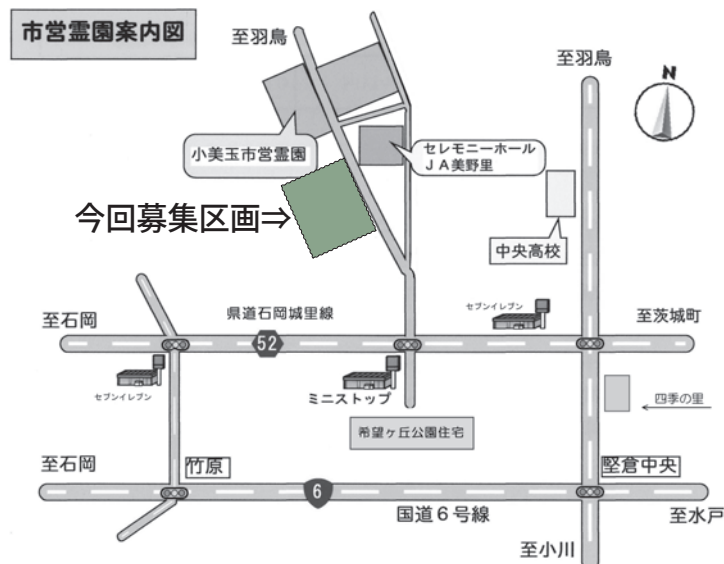 市営霊園案内図
至羽鳥
至羽鳥
N
小美玉市営霊園
セレモニーホール
JA美野里
今回募集区画⇒
中央高校
セブンイレブン
県道石岡城里線
至石岡
至茨城町
52
セブンイレブン
ミニストップ
四季の里
希望ヶ丘公園住宅
至石岡
竹原
堅倉中央
6
国道6号線
至水戸
至小川